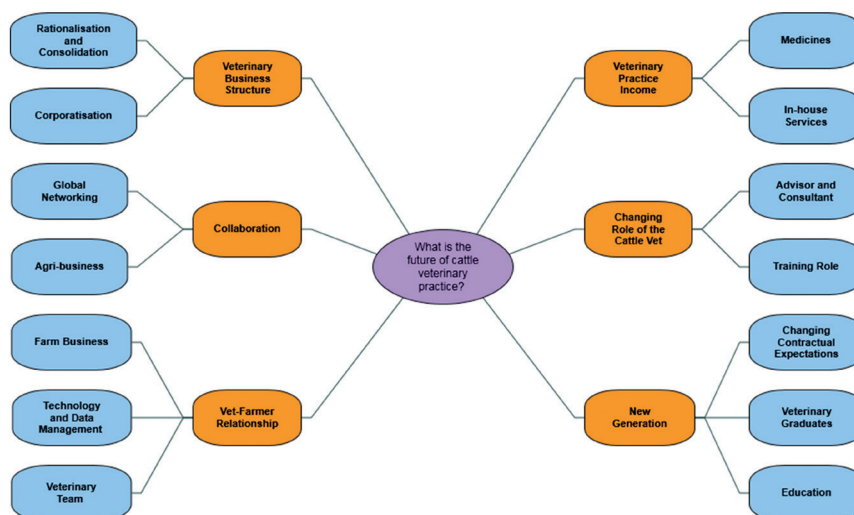 Rationalisation
and
Consolidation
Corporatisation
Veterinary
Business
Structure
Global
Networking
Agri-business
Collaboration
Farm Business
Technology
and Data
Management
Veterinary
Team
Vet-Farmer
Relationship
What is the
future of cattle
veterinary
practice?
Veterinary
Practice
Income
Medicines
In-house
Services
Changing
Role of the
Cattle Vet
Advisor and
Consultant
Training Role
New
Generation
Changing
Contractual
Expectations
Veterinary
Graduates
Education